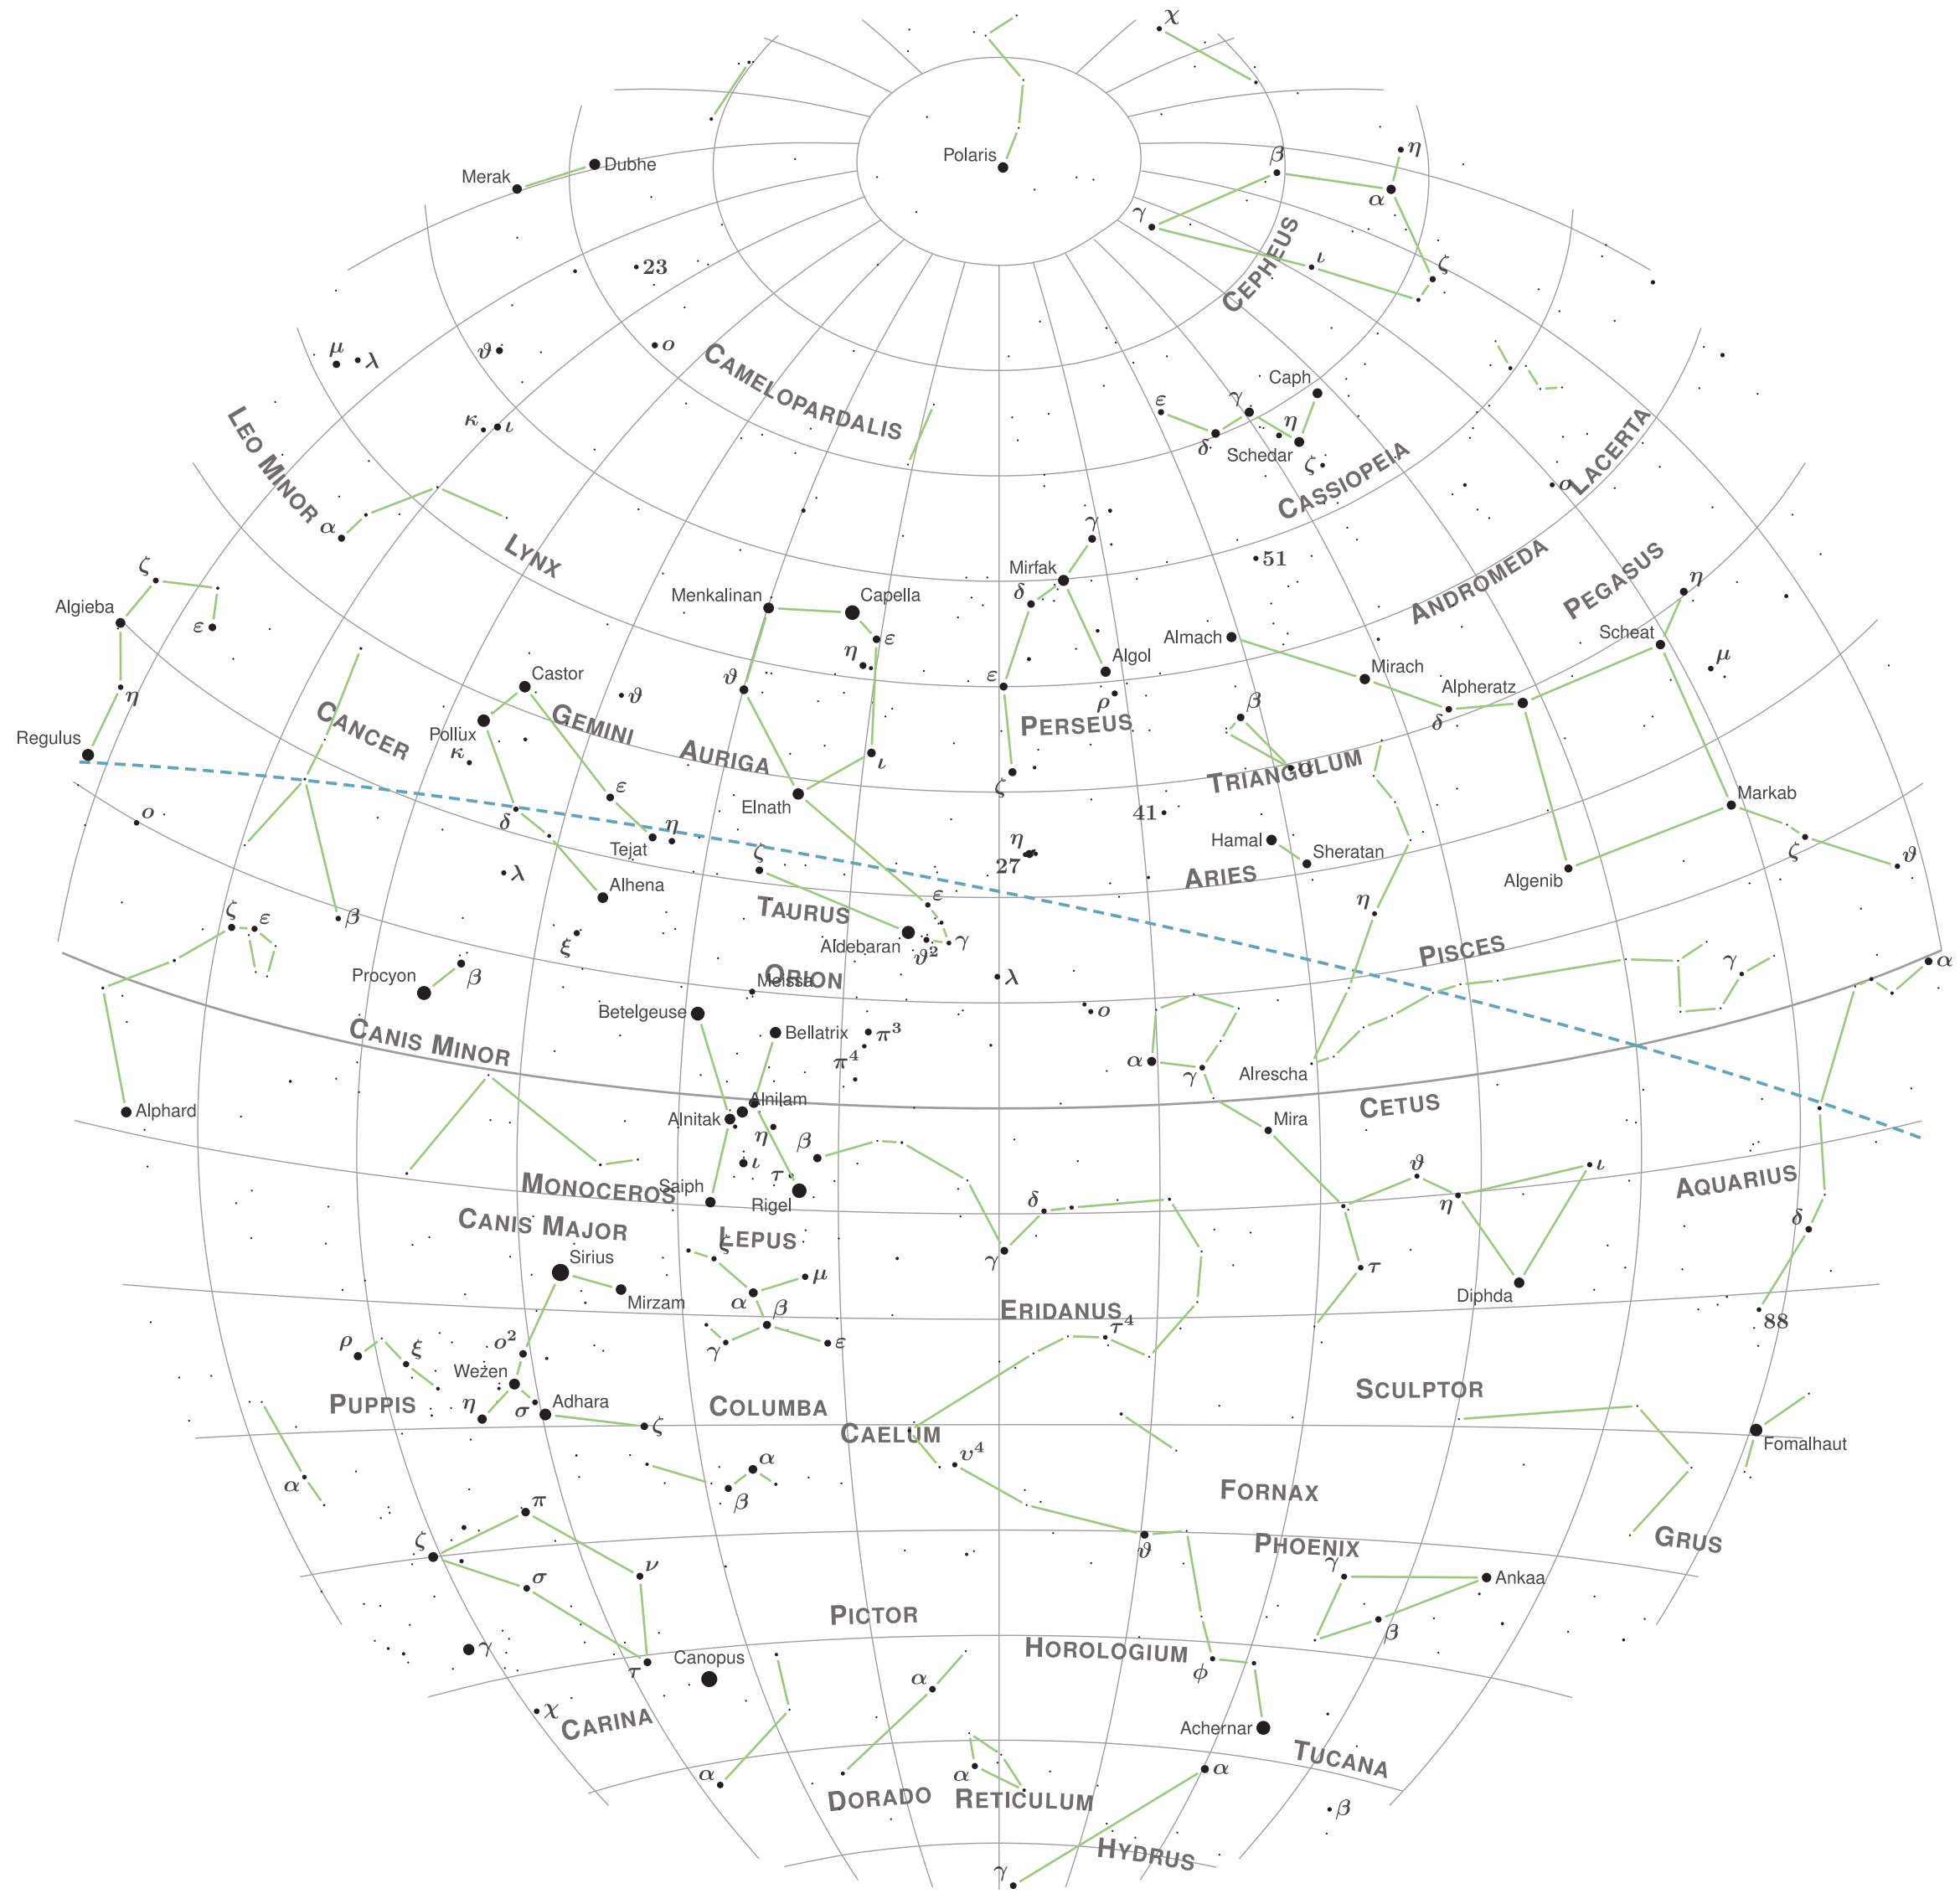 χ
Polaris
β
η
Merak
Dubhe
α
γ
CEPHEUS
ι
ζ
23
μ
λ
ϑ
ο
CAMELOPARDALIS
Caph
ε
γ
η
δ
Schedar
ζ
CASSIOPEIA
LACERTA
LEO MINOR
κ
ι
ο
α
LYNX
γ
51
Mirfak
ANDROMEDA
PEGASUS
ζ
Algieba
ε
Menkalinan
Capella
δ
η
Almach
Scheat
ε
η
Algol
Mirach
μ
Castor
ϑ
ϑ
ε
Alpheratz
η
ρ
β
δ
CANCER
Pollux
GEMINI
PERSEUS
Regulus
κ
AURIGA
ι
TRIANGULUM
α
ζ
ε
Elnath
Markab
ο
δ
η
41
Tejat
η
Hamal
Sheratan
ζ
ϑ
ζ
27
λ
ARIES
Algenib
Alhena
ε
η
TAURUS
ζ
ε
β
ξ
Aldebaran
ϑ2
γ
PISCES
Procyon
β
ORION
Meissa
λ
γ
α
Betelgeuse
ο
Bellatrix
π3
CANIS MINOR
π4
α
γ
Alrescha
Alphard
Alnilam
Alnitak
CETUS
Mira
η
β
ι
τ
MONOCEROS
Saiph
Rigel
ϑ
ι
AQUARIUS
η
δ
δ
CANIS MAJOR
LEPUS
ξ
γ
Sirius
μ
τ
Mirzam
α
β
Diphdha
ERIDANUS
88
ρ
ξ
ο2
γ
ε
τ4
Wezen
PUPPIS
η
σ
Adhara
ζ
COLUMBA
SCULPTOR
CAELUM
Fomalhaut
α
α
υ4
β
FORNAX
π
ζ
ϑ
PHOENIX
GRUS
ν
γ
σ
Ankaa
PICTOR
β
γ
HOROLOGIUM
τ
Canopus
α
ϕ
χ
CARINA
Achernar
TUCANA
α
α
α
DORADO
RETICULUM
β
HYDRUS
γ